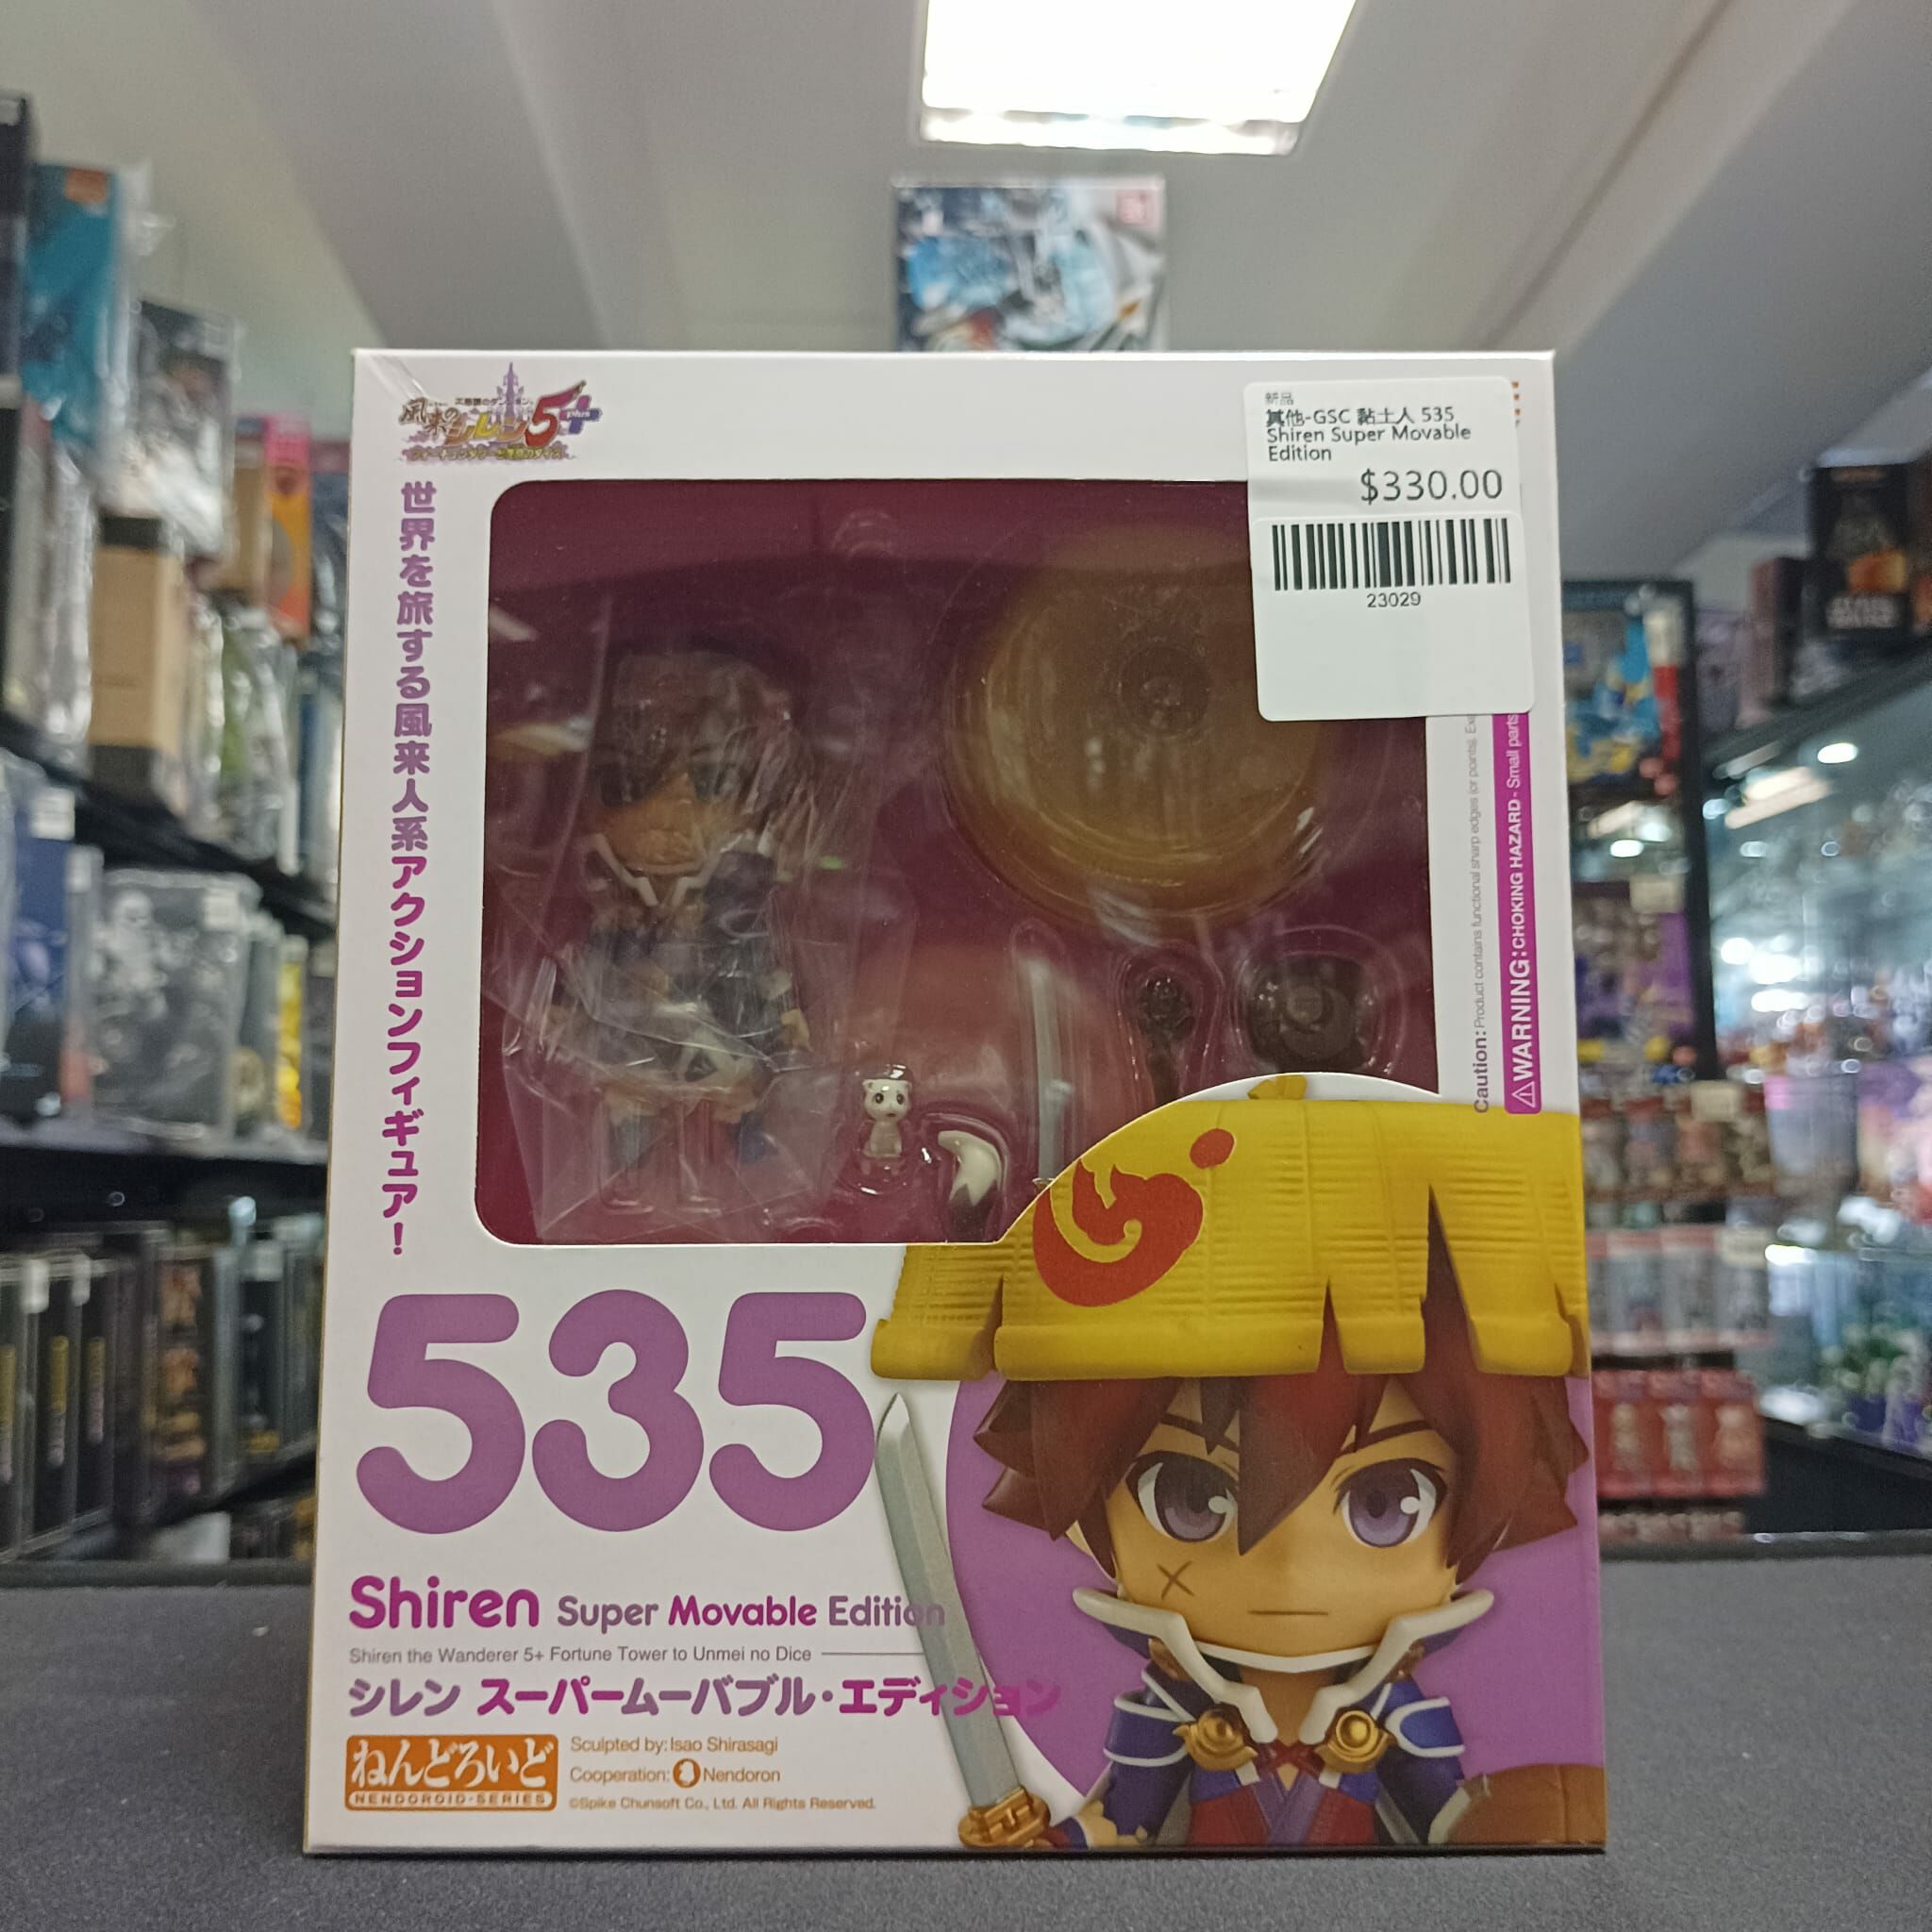 風来のシレン5plus
世界を旅する風来人系アクションフィギュア!
新品
其他-GSC 黏土人 535
Shiren Super Movable
Edition
$330.00
23029
Caution: Product contains functional sharp edges (or points).
⚠WARNING: CHOKING HAZARD - Small parts
535
Shiren Super Movable Edition
Shiren the Wanderer 5+ Fortune Tower to Unmei no Dice
シレン スーパームーバブル・エディション
ねんどろいど
NENDOROID-SERIES
Sculpted by: Isao Shirasagi
Cooperation: Nendoron
©Spike Chunsoft Co., Ltd. All Rights Reserved.